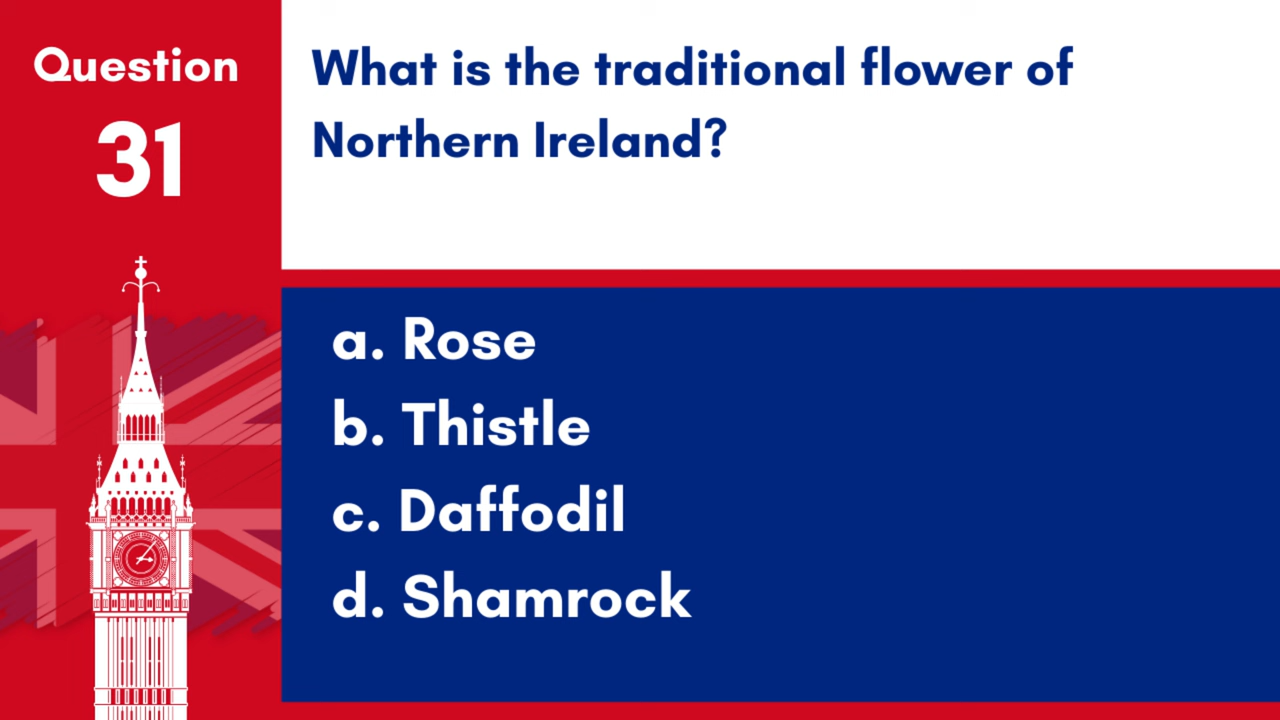 Question
31
What is the traditional flower of
Northern Ireland?
a. Rose
b. Thistle
c. Daffodil
d. Shamrock